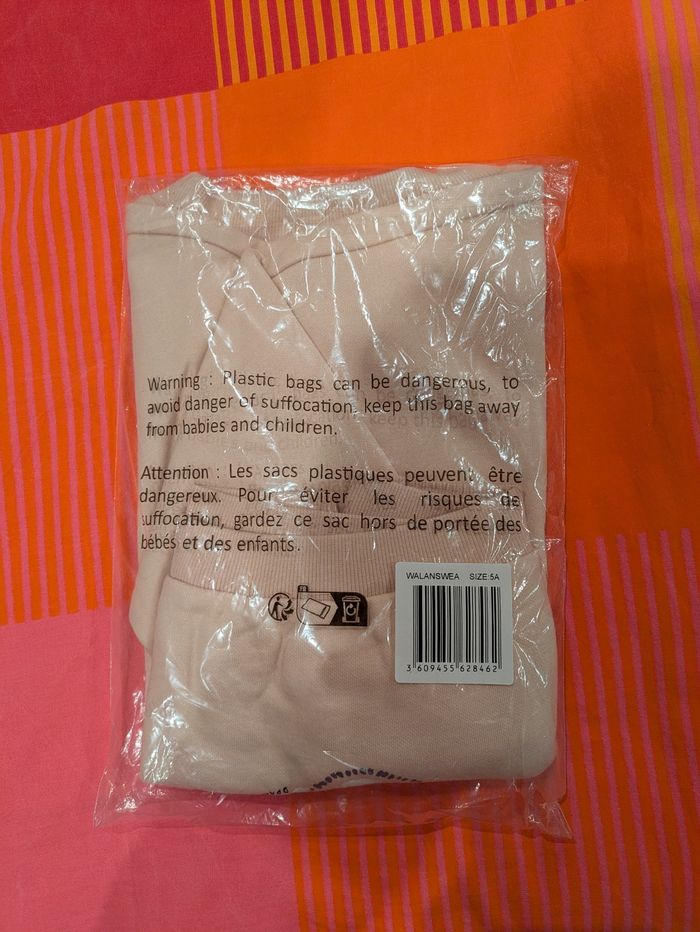 Warning : Plastic bags can be dangerous, to
avoid danger of suffocation, keep this bag away
from babies and children.
Attention : Les sacs plastiques peuvent être
dangereux. Pour éviter les risques de
suffocation, gardez ce sac hors de portée des
bébés et des enfants.
FR
WALANSWEA SIZE:5A
3 609455 628462